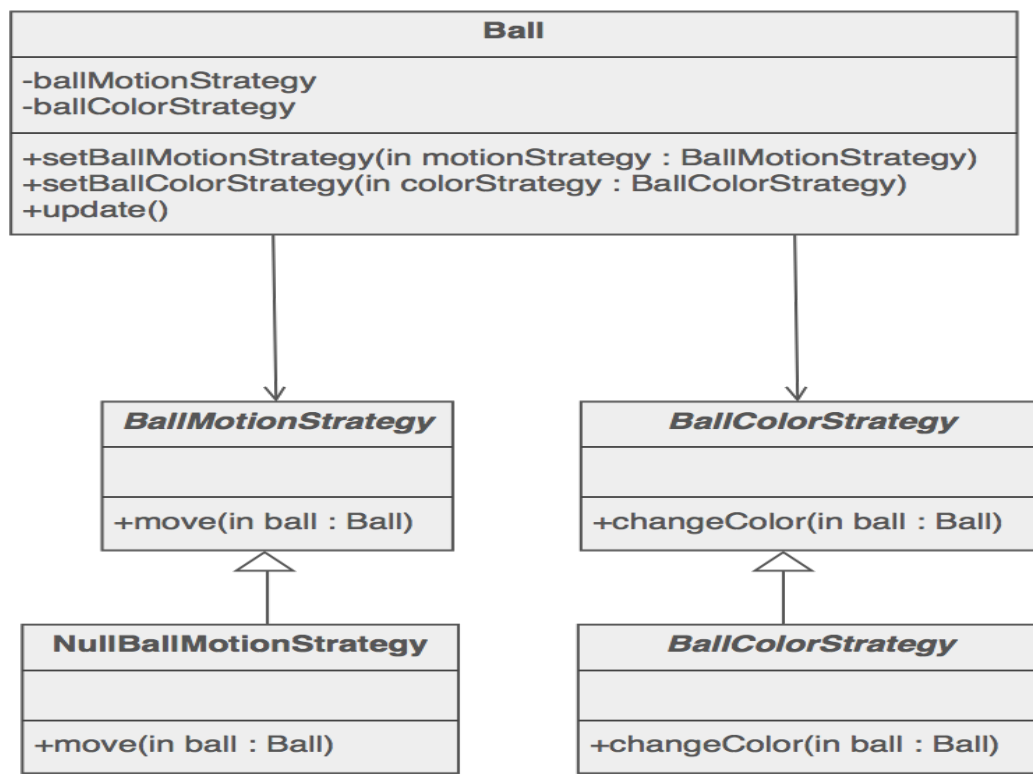 Ball
-ballMotionStrategy
-ballColorStrategy
+setBallMotionStrategy(in motionStrategy : BallMotionStrategy)
+setBallColorStrategy(in colorStrategy : BallColorStrategy)
+update()
BallMotionStrategy
+move(in ball : Ball)
BallColorStrategy
+changeColor(in ball : Ball)
NullBallMotionStrategy
+move(in ball : Ball)
BallColorStrategy
+changeColor(in ball : Ball)